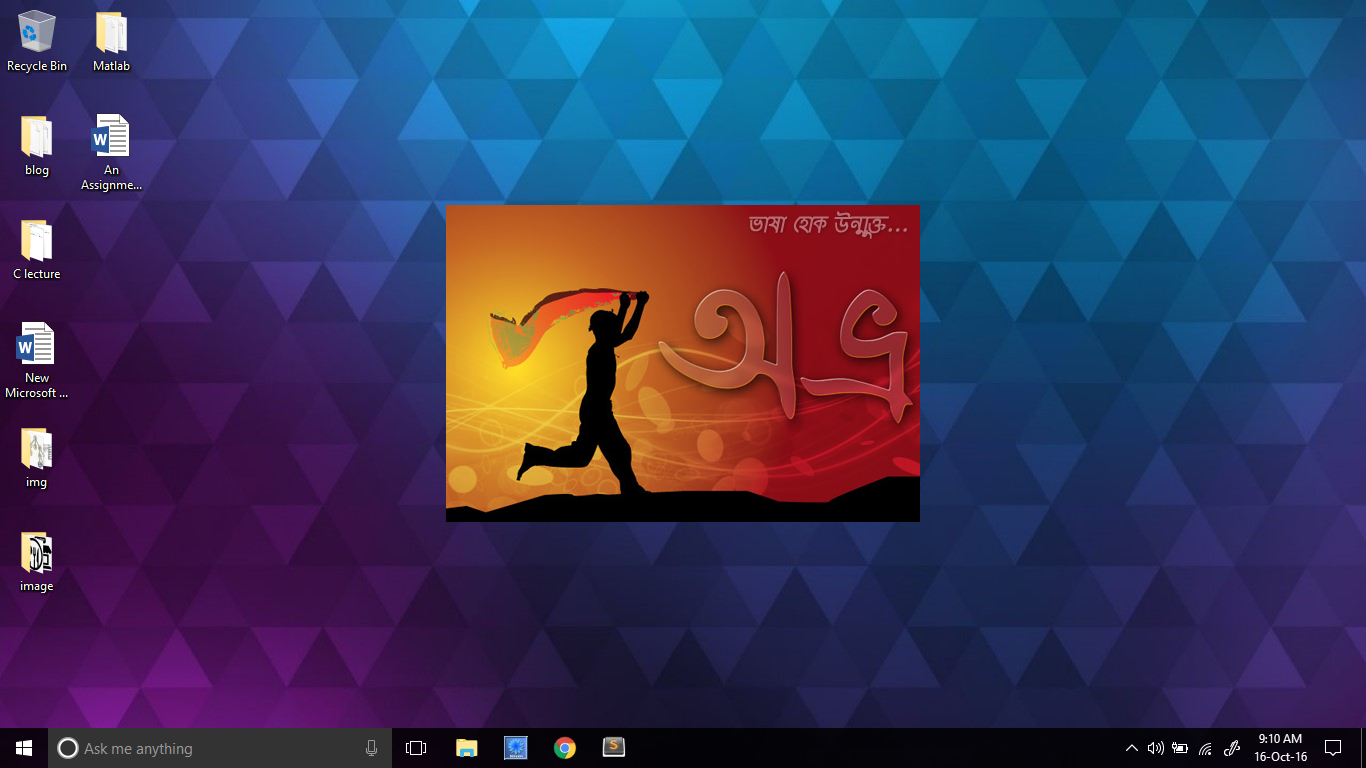 Recycle Bin
Matlab
blog
An
Assignme...
C lecture
New
Microsoft ...
img
image
ভাষা হোক উন্মুক্ত...
অভ্র
Ask me anything
9:10 AM
16-Oct-16